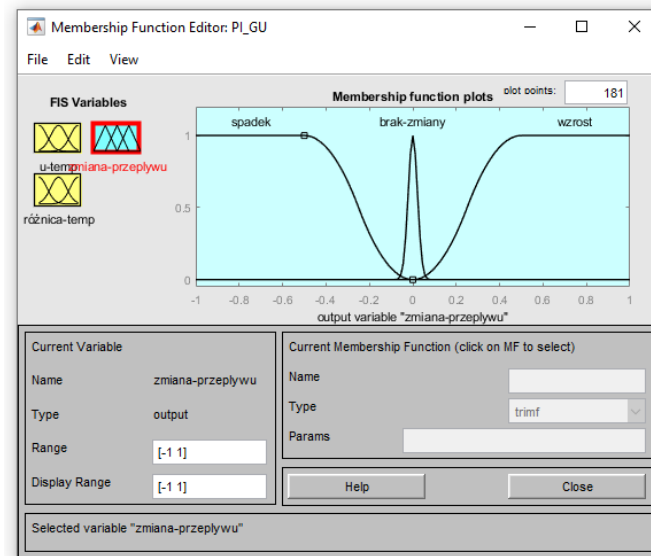 Membership Function Editor: PI_GU
File Edit View
FIS Variables
u-temp zmiana-przeplywu
różnica-temp
Membership function plots plot points: 181
spadek brak-zmiany wzrost
1
0.5
0
-1 -0.8 -0.6 -0.4 -0.2 0 0.2 0.4 0.6 0.8 1
output variable "zmiana-przeplywu"
Current Variable
Name zmiana-przeplywu
Type output
Range [-1 1]
Display Range [-1 1]
Current Membership Function (click on MF to select)
Name
Type trimf
Params
Help Close
Selected variable "zmiana-przeplywu"